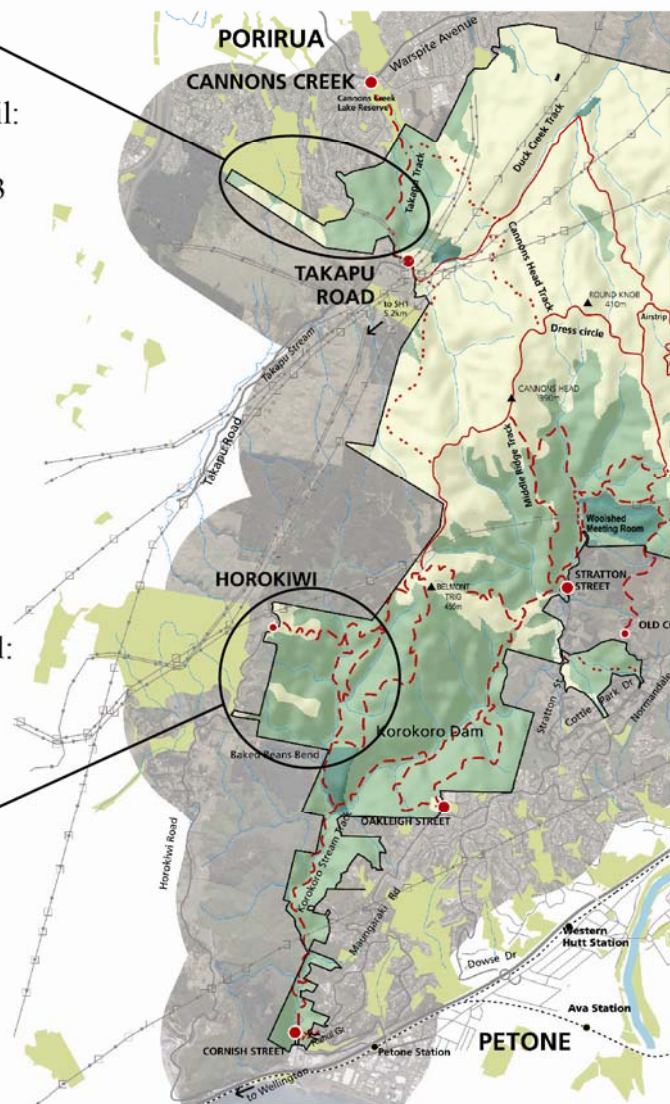 PORIRUA
Warspite Avenue
CANNONS CREEK
Cannons Creek
Lake Reserve
il:
3
Duck Creek Track
Takapu Track
Cannons Head Track
TAKAPU
ROAD
to SH1
5.2km
ROUND KNOB
410m
Airstrip
Dress circle
Takapu Stream
CANNONS HEAD
Takapu Road
Middle Ridge Track
Woolshed
Meeting Room
HOROKIWI
BELMONT
TRIG
456m
STRATTON
STREET
OLD CO
l:
Stratton St
Cottle Park Dr
Normandale
Korokoro Dam
Baked Beans Bend
OAKLEIGH STREET
Horokiwi Road
Korokoro Stream Track
Maungaraki Rd
Western
Hutt Station
Dowse Dr
Ava Station
PETONE
CORNISH STREET
Petone Station
to Wellington